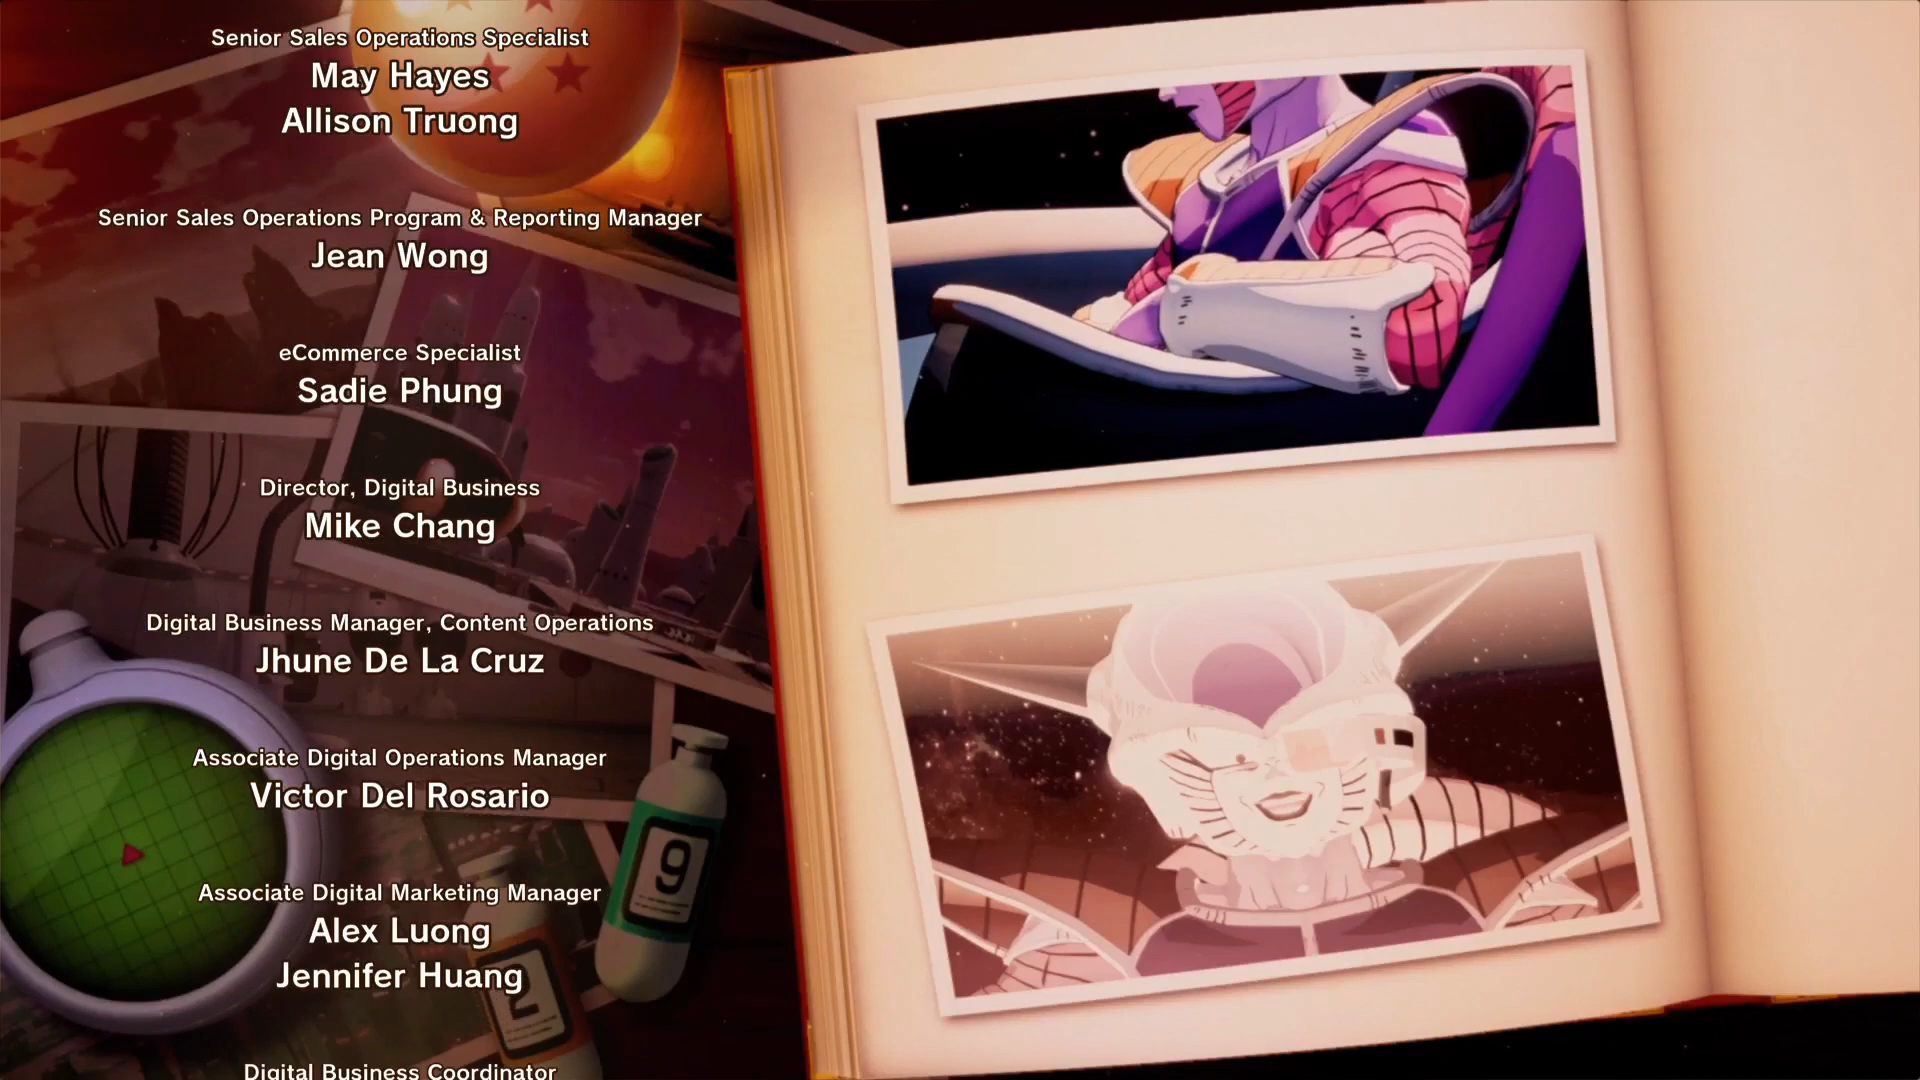 Senior Sales Operations Specialist
May Hayes
Allison Truong
Senior Sales Operations Program & Reporting Manager
Jean Wong
eCommerce Specialist
Sadie Phung
Director, Digital Business
Mike Chang
Digital Business Manager, Content Operations
Jhune De La Cruz
Associate Digital Operations Manager
Victor Del Rosario
Associate Digital Marketing Manager
Alex Luong
Jennifer Huang
Digital Business Coordinator
9
2